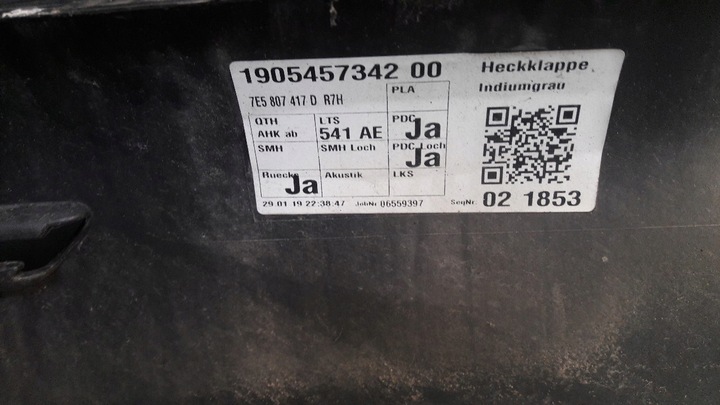 1905457342 00
Heckklappe
Indiumgrau
7E5 807 417 D R7H
PLA
QTH
AHK ab
LTS
541 AE
PDC
Ja
SMH
SMH Loch
PDC Loch
Ja
Ruecks
Ja
Akustik
LKS
29.01.19 22:38:47
JobNr. 06559397
SeqNr. 02 1853